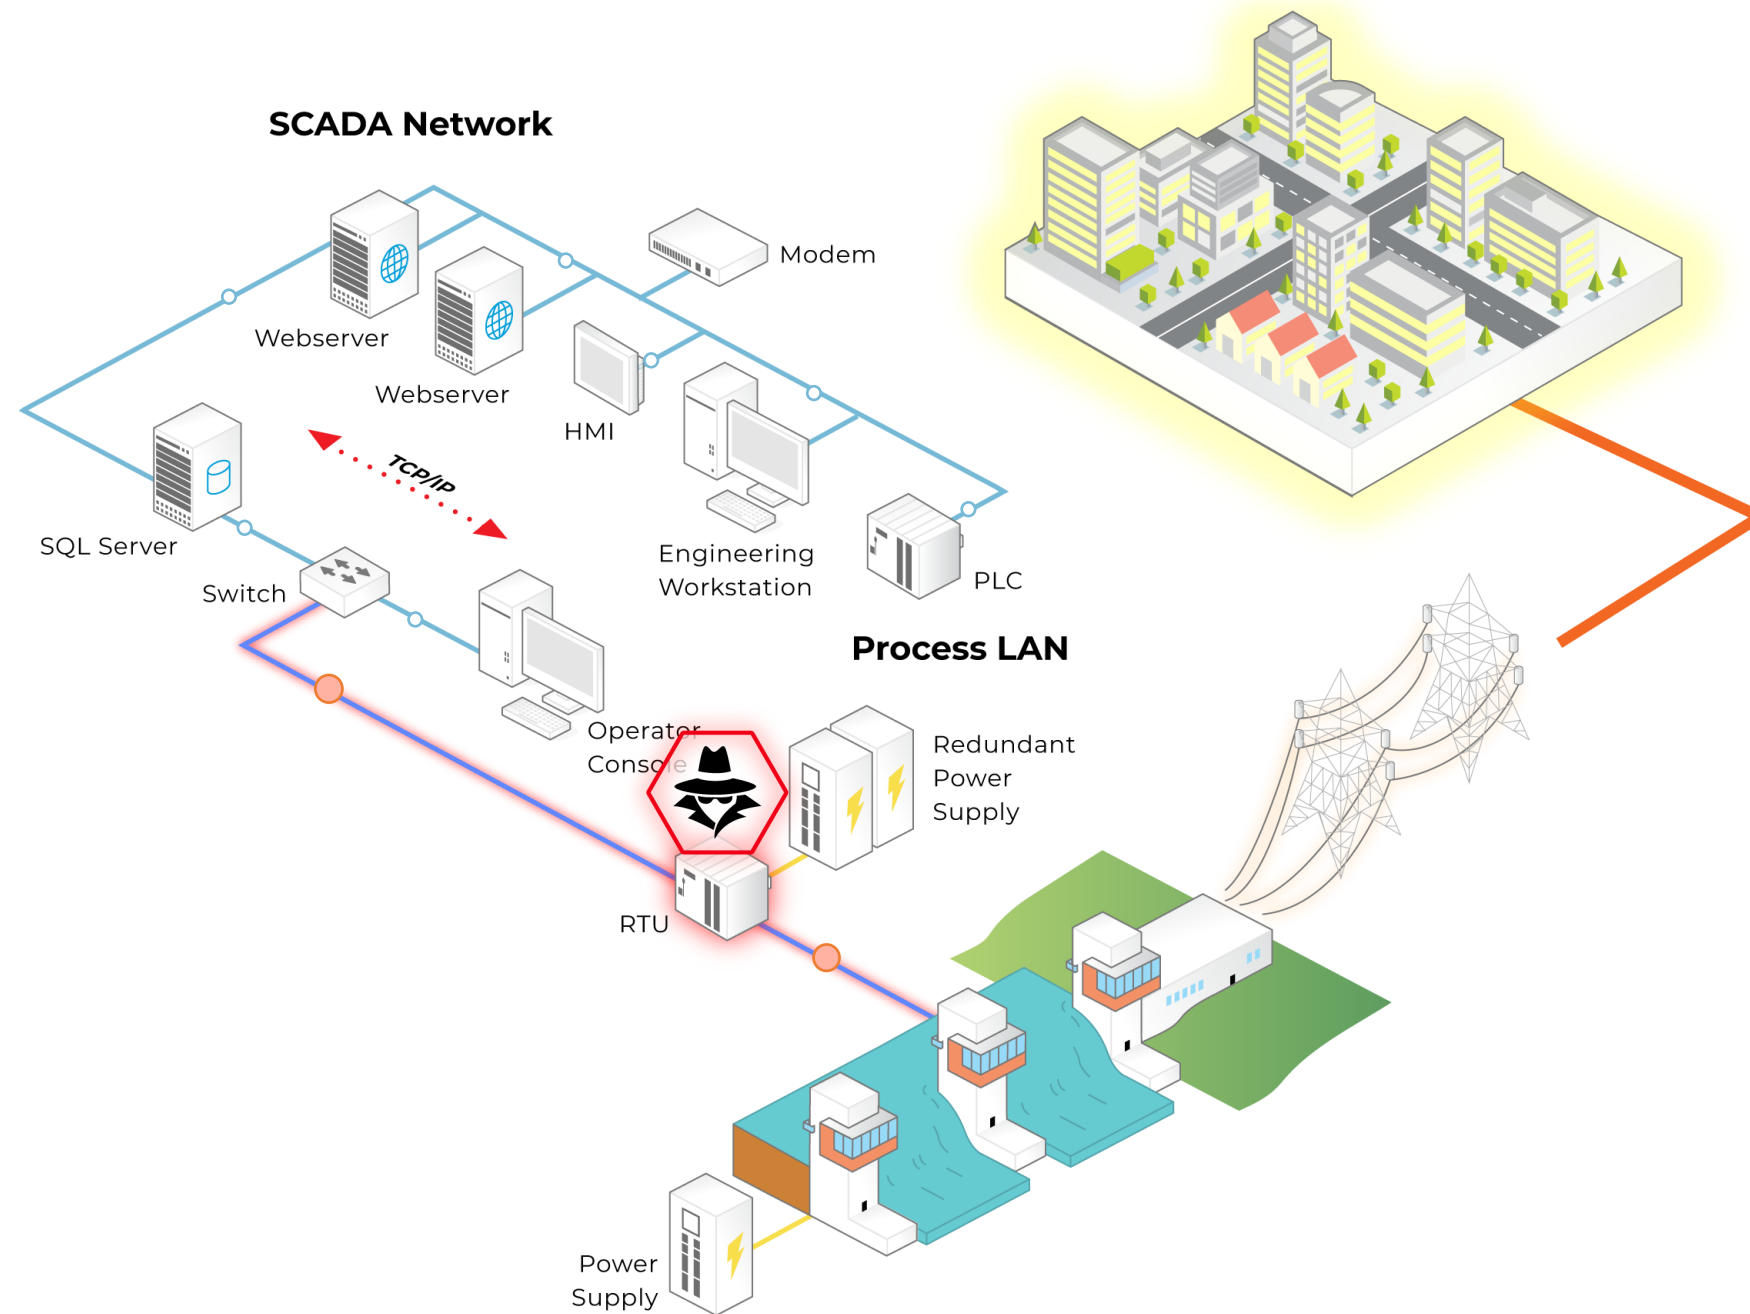 SCADA Network
Modem
Webserver
Webserver
HMI
TCP/IP
SQL Server
Engineering
Workstation
PLC
Switch
Process LAN
Operator
Console
Redundant
Power
Supply
RTU
Power
Supply